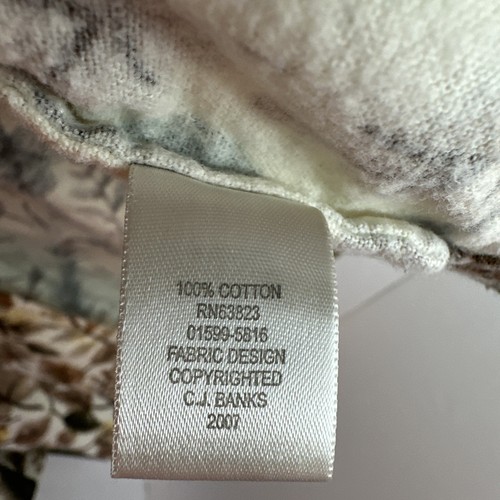 100% COTTON
RN63823
01599-5816
FABRIC DESIGN
COPYRIGHTED
C.J. BANKS
2007